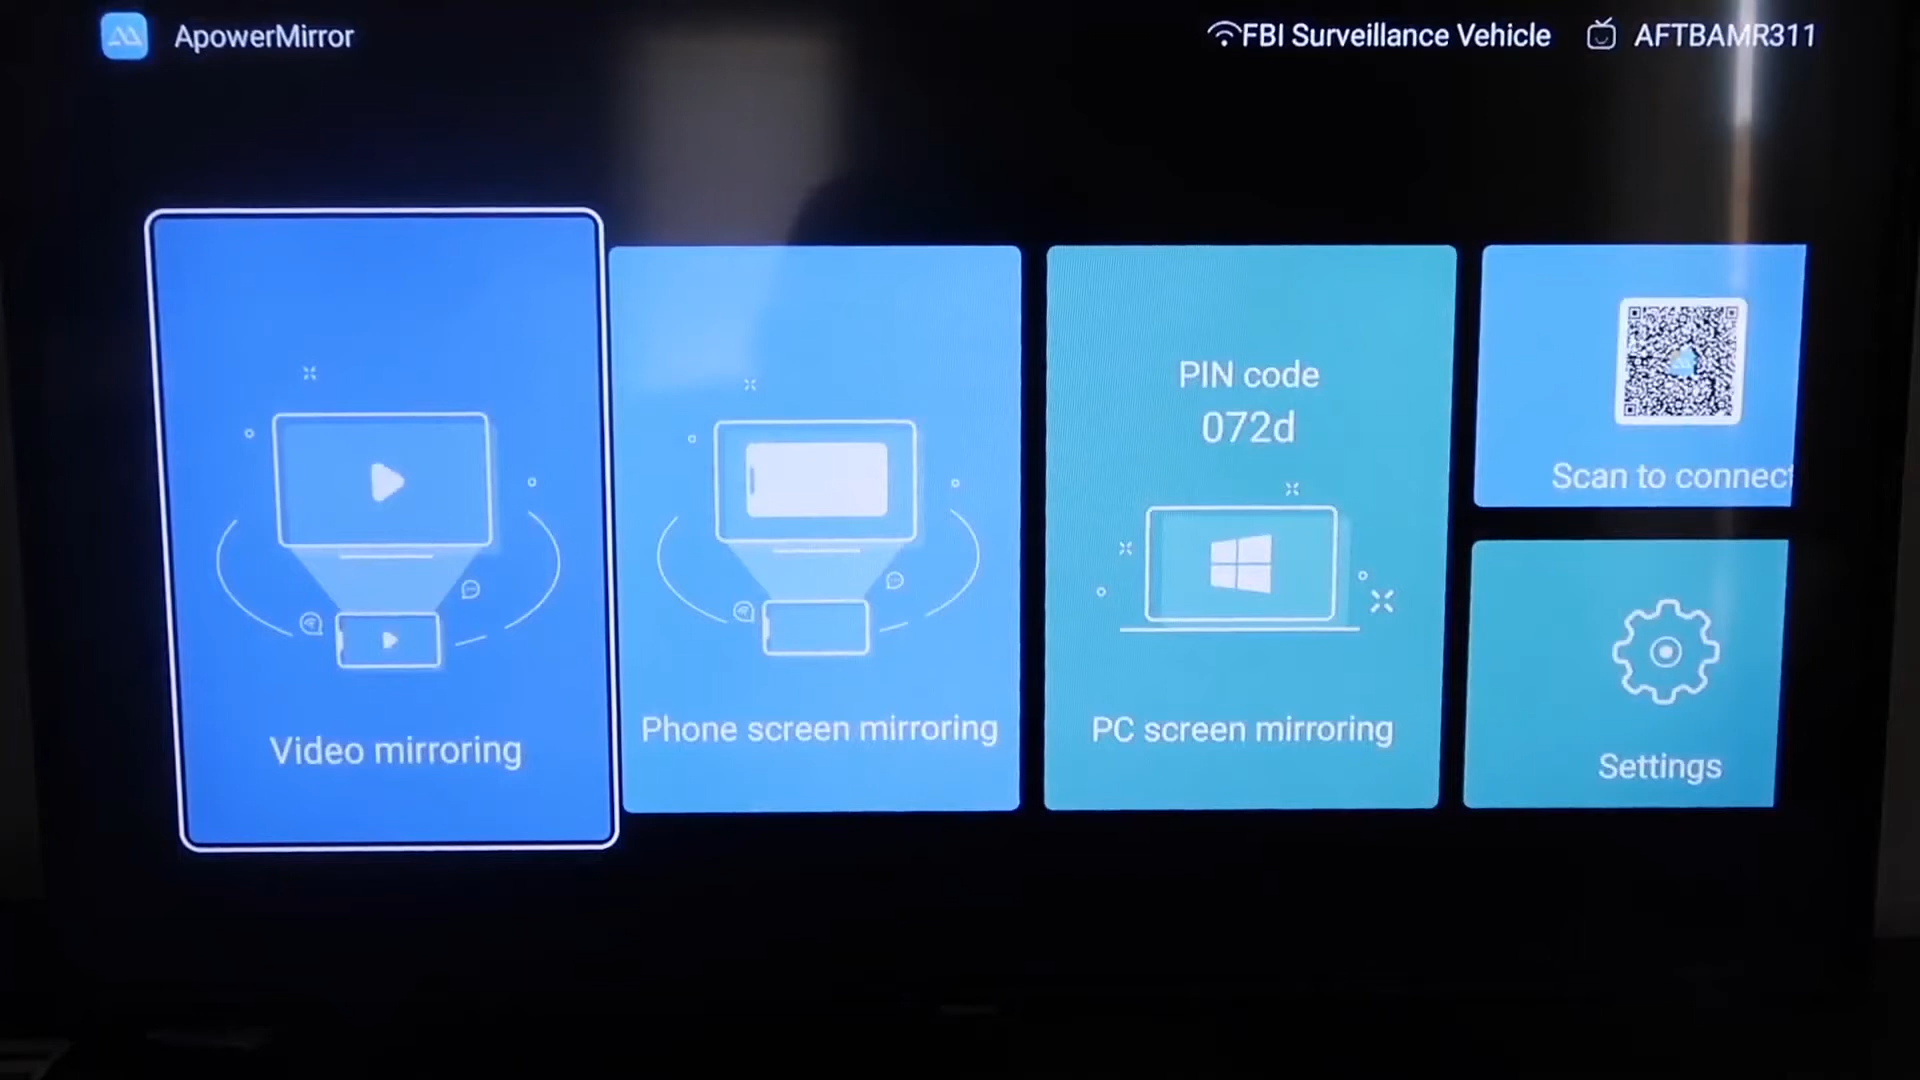 ApowerMirror
FBI Surveillance Vehicle
AFTBAMR311
Video mirroring
Phone screen mirroring
PIN code
072d
PC screen mirroring
Scan to connect
Settings